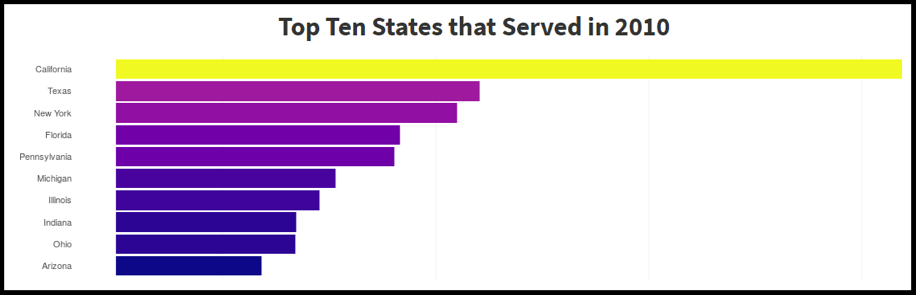 Top Ten States that Served in 2010
California
Texas
New York
Florida
Pennsylvania
Michigan
Illinois
Indiana
Ohio
Arizona